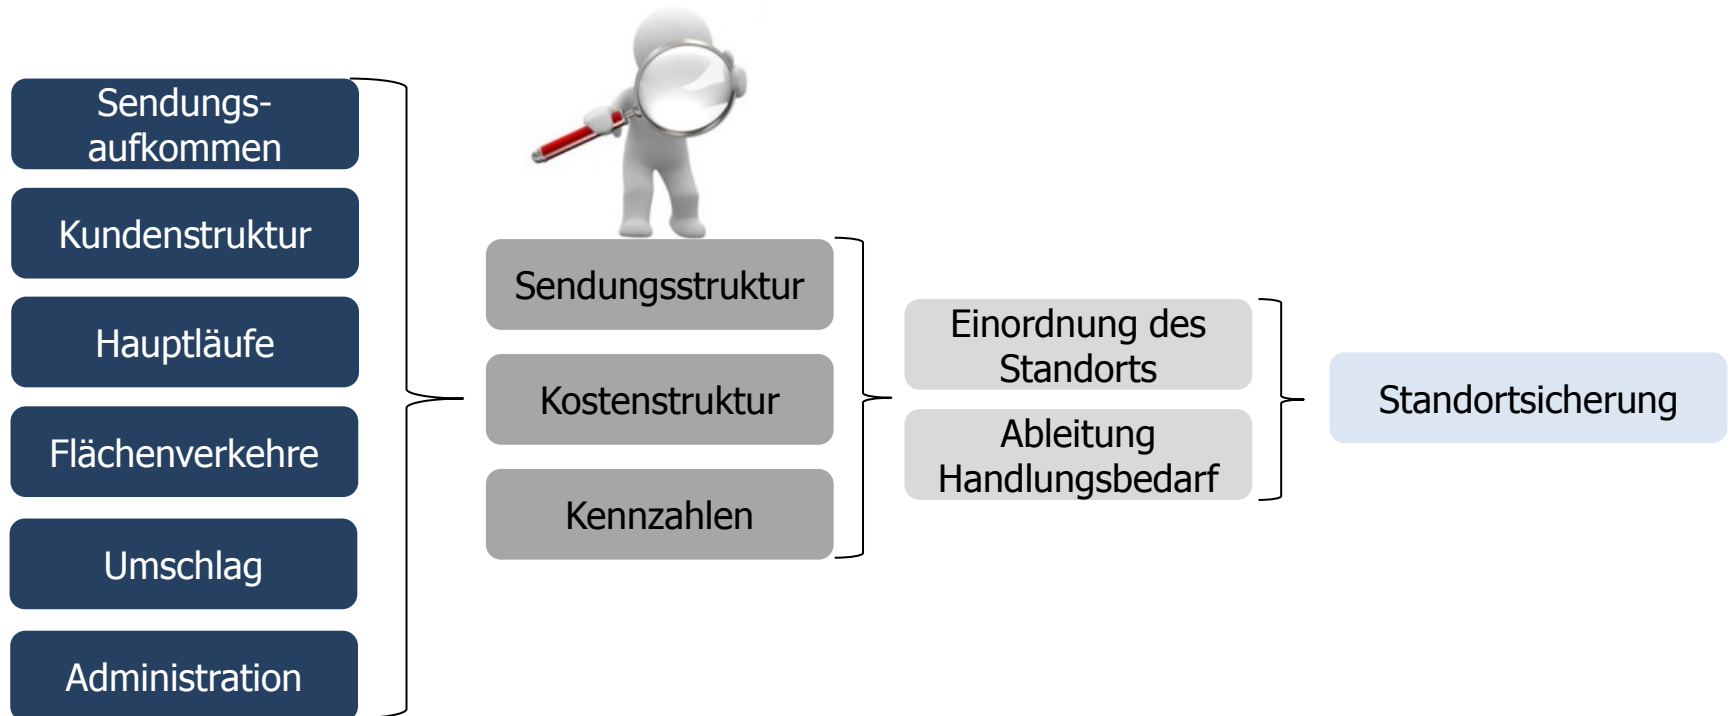 Sendungs-
aufkommen
Kundenstruktur
Hauptläufe
Flächenverkehre
Umschlag
Administration
Sendungsstruktur
Kostenstruktur
Kennzahlen
Einordnung des
Standorts
Ableitung
Handlungsbedarf
Standortsicherung